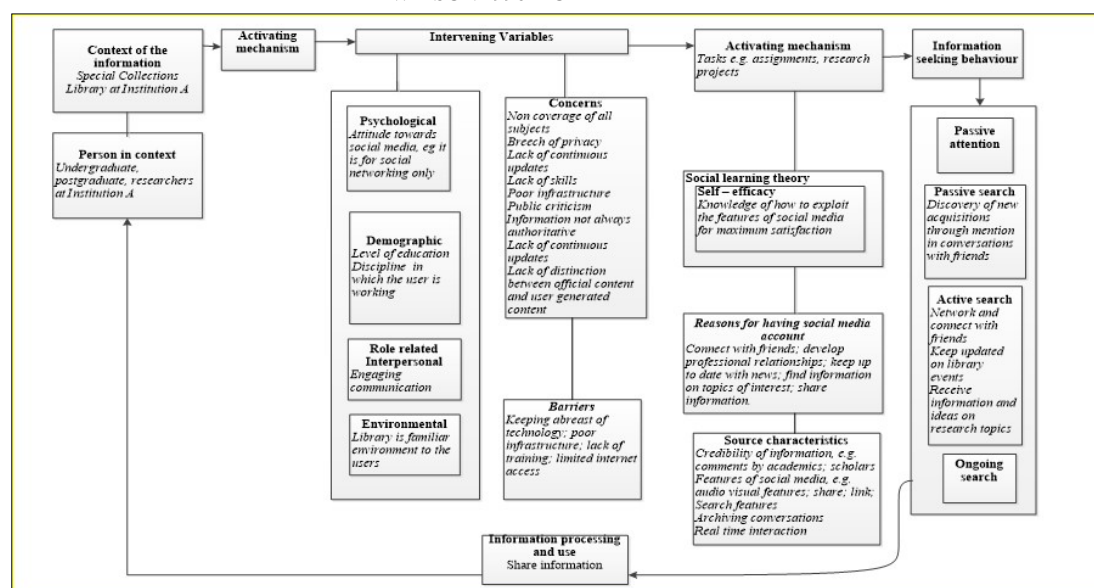 Context of the
information
Special Collections
Library at Institution A
Activating
mechanism
Intervening Variables
Activating mechanism
Tasks e.g. assignments, research
projects
Information
seeking behaviour
Person in context
Undergraduate,
postgraduate, researchers
at Institution A
Psychological
Attitude towards
social media, eg it
is for social
networking only
Demographic
Level of education
Discipline in
which the user is
working
Role related
Interpersonal
Engaging
communication
Environmental
Library is familiar
environment to the
users
Concerns
Non coverage of all
subjects
Breech of privacy
Lack of continuous
updates
Lack of skills
Poor infrastructure
Public criticism
Information not always
authoritative
Lack of continuous
updates
Lack of distinction
between official content
and user generated
content
Barriers
Keeping abreast of
technology; poor
infrastructure; lack of
training; limited internet
access
Social learning theory
Self – efficacy
Knowledge of how to exploit
the features of social media
for maximum satisfaction
Reasons for having social media
account
Connect with friends; develop
professional relationships; keep up
to date with news; find information
on topics of interest; share
information.
Source characteristics
Credibility of information, e.g.
comments by academics; scholars
Features of social media, e.g.
audio visual features; share; link;
Search features
Archiving conversations
Real time interaction
Passive
attention
Passive search
Discovery of new
acquisitions
through mention in
conversations
with friends
Active search
Network and
connect with
friends
Keep updated
on library
events
Receive
information and
ideas on
research topics
Ongoing
search
Information processing
and use
Share information